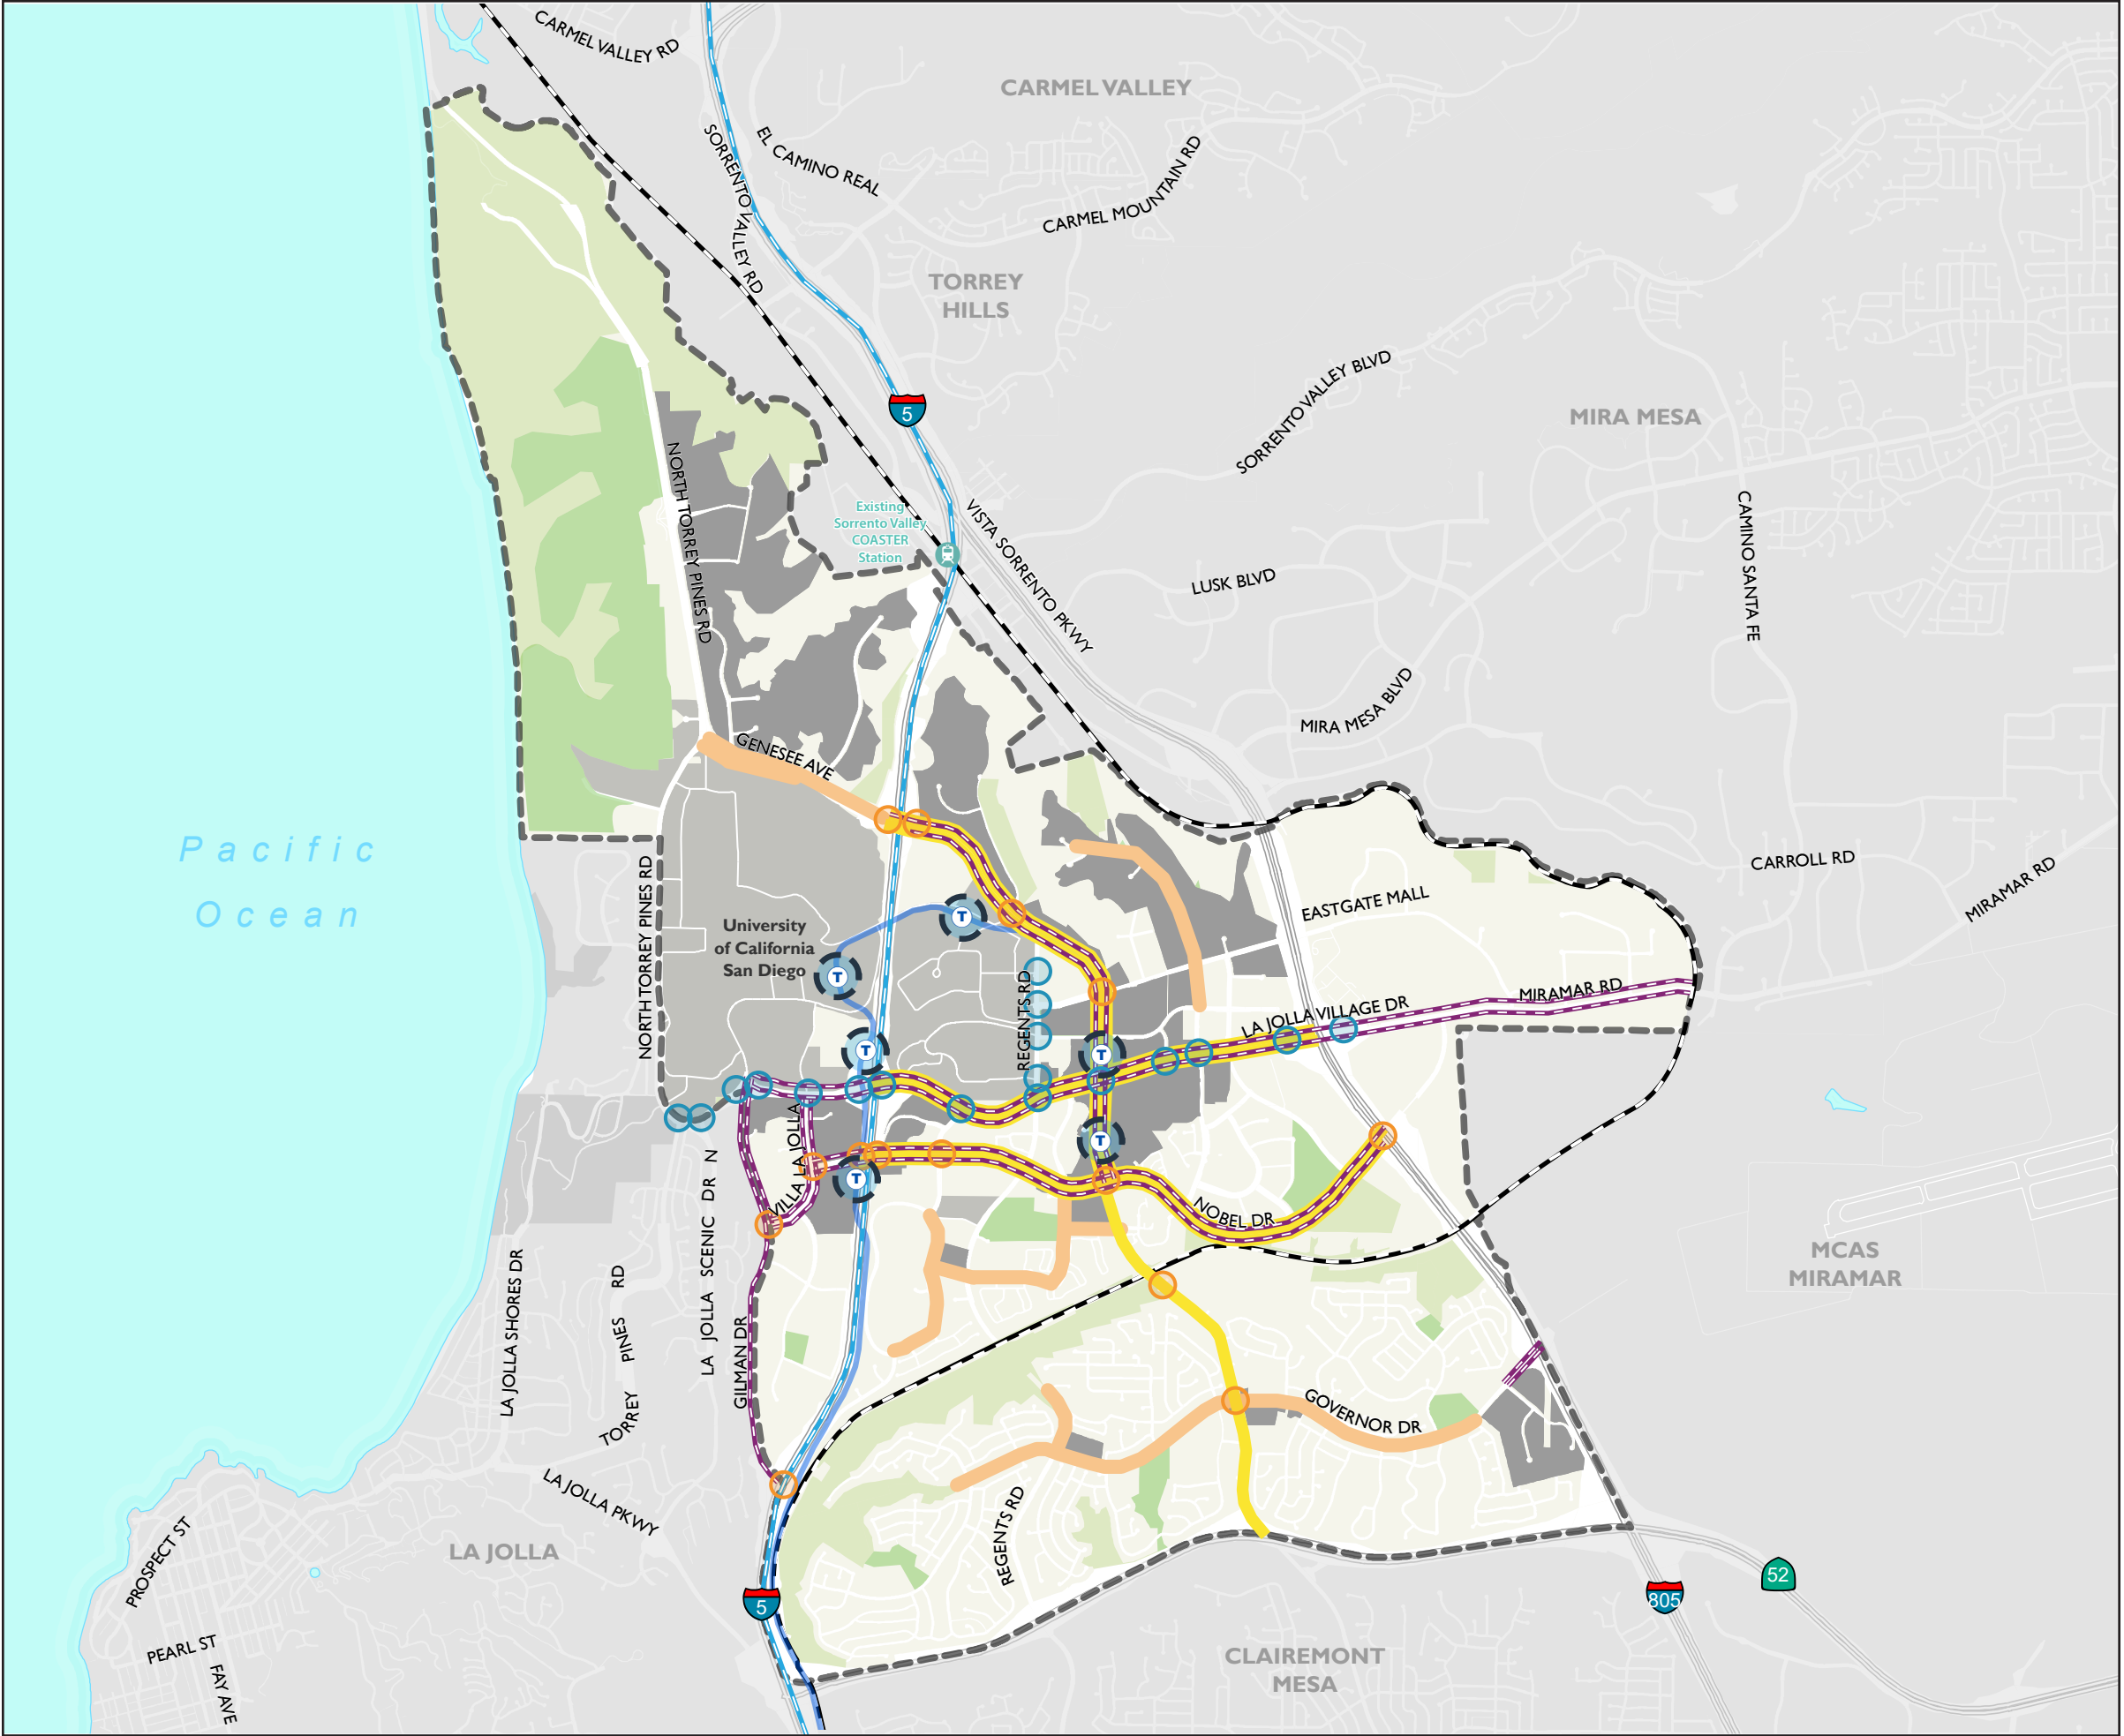 CARMEL VALLEY RD
CARMEL VALLEY
SORRENTO VALLEY RD
EL CAMINO REAL
CARMEL MOUNTAIN RD
TORREY
HILLS
5
SORRENTO VALLEY BLVD
MIRA MESA
NORTH TORREY PINES RD
Existing
Sorrento Valley
COASTER
Station
VISTA SORRENTO PKWY
LUSK BLVD
CAMINO SANTA FE
MIRA MESA BLVD
GENESEE AVE
Pacific
Ocean
NORTH TORREY PINES RD
University
of California
San Diego
T
T
T
T
T
T
REGENTS RD
EASTGATE MALL
CARROLL RD
MIRAMAR RD
MIRAMAR RD
LA JOLLA VILLAGE DR
VILLA LA JOLLA
NOBEL DR
LA JOLLA SCENIC DR N
LA JOLLA SHORES DR
TORREY PINES RD
GILMAN DR
MCAS
MIRAMAR
GOVERNOR DR
REGENTS RD
LA JOLLA PKWY
LA JOLLA
PROSPECT ST
PEARL ST
FAY AVE
5
805
52
CLAIREMONT
MESA